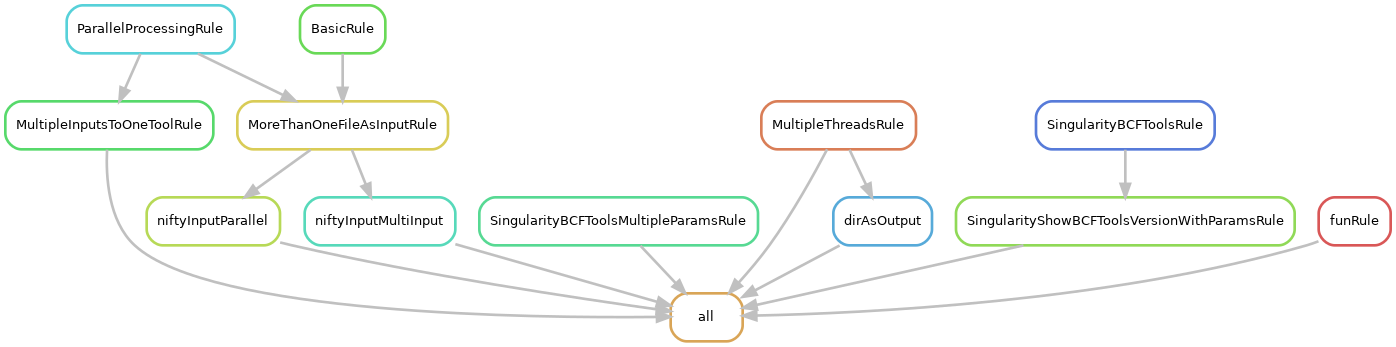 ParallelProcessingRule
BasicRule
MultipleInputsToOneToolRule
MoreThanOneFileAsInputRule
MultipleThreadsRule
SingularityBCFToolsRule
niftyInputParallel
niftyInputMultiInput
SingularityBCFToolsMultipleParamsRule
dirAsOutput
SingularityShowBCFToolsVersionWithParamsRule
funRule
all